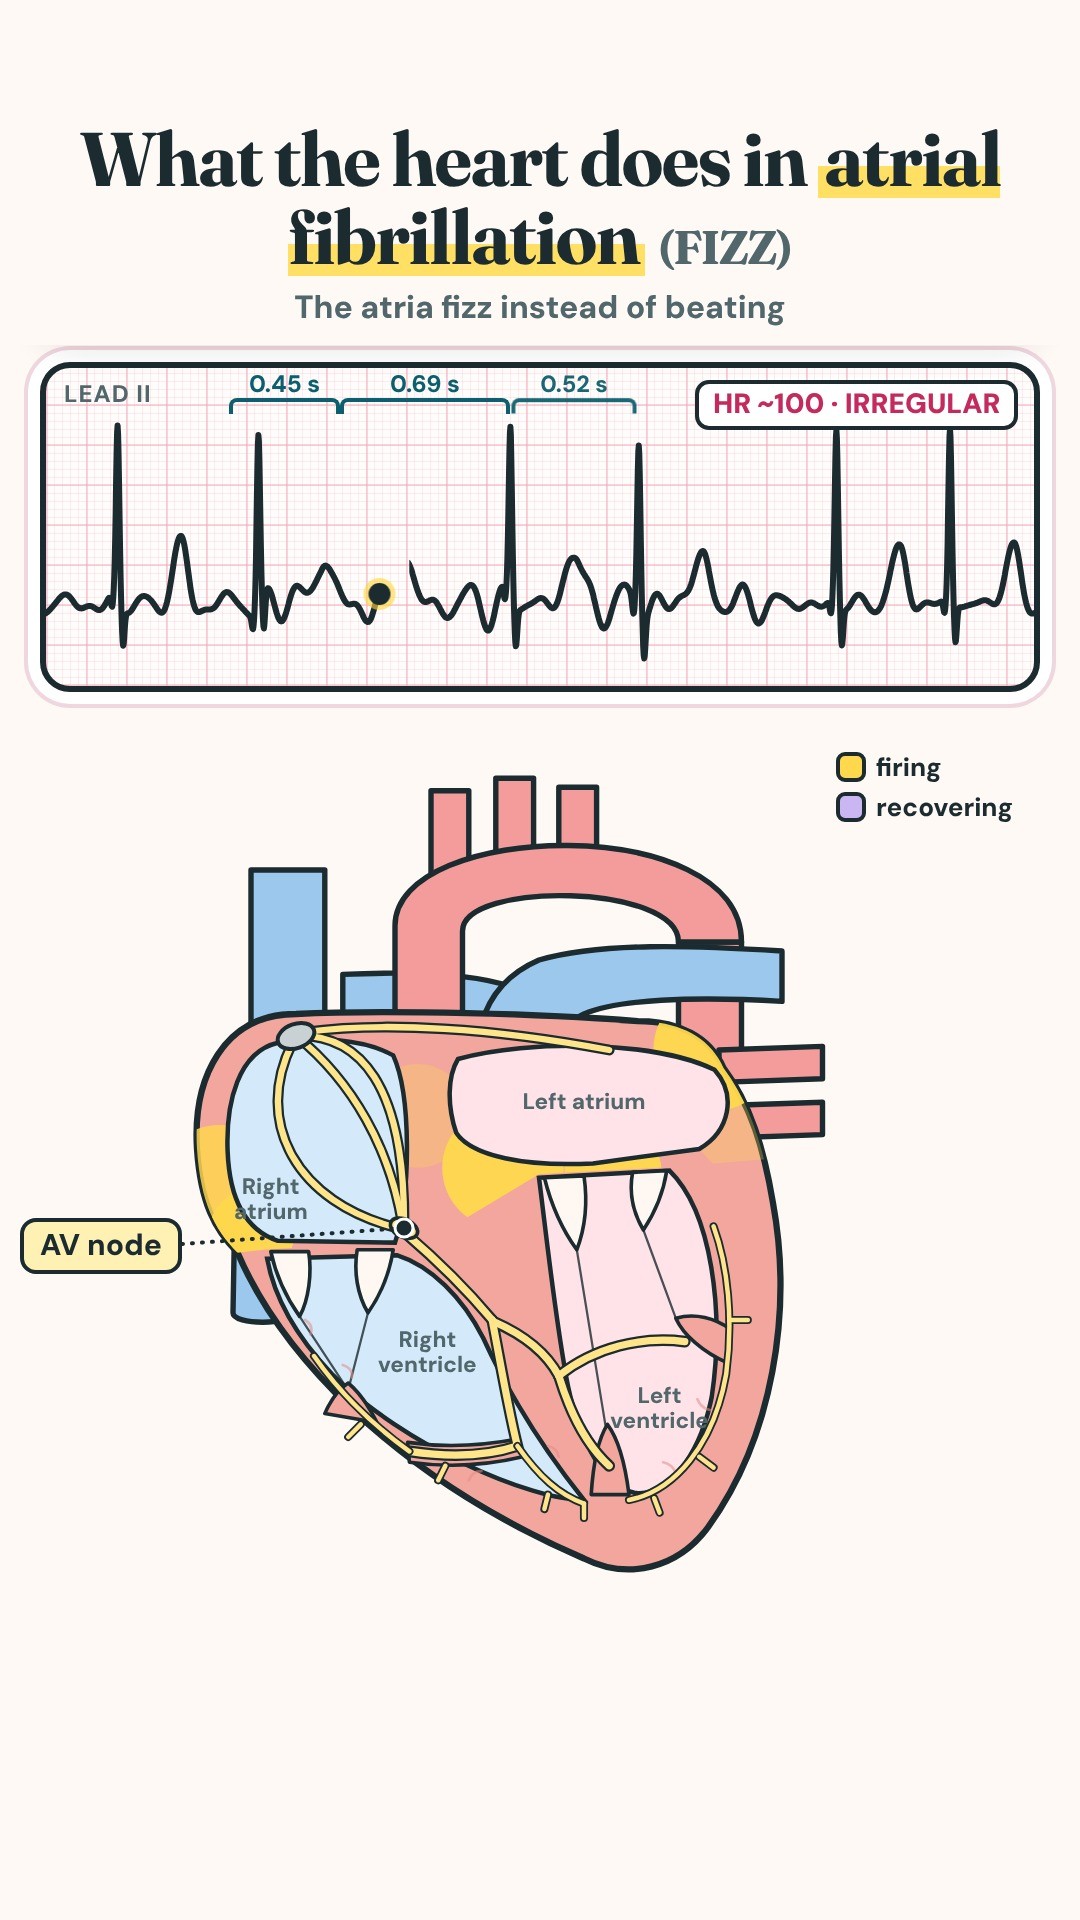 What the heart does in atrial
fibrillation (FIZZ)
The atria fizz instead of beating
LEAD II
0.45 s
0.69 s
0.52 s
HR ~100 · IRREGULAR
firing
recovering
Left atrium
Right
atrium
AV node
Right
ventricle
Left
ventricle